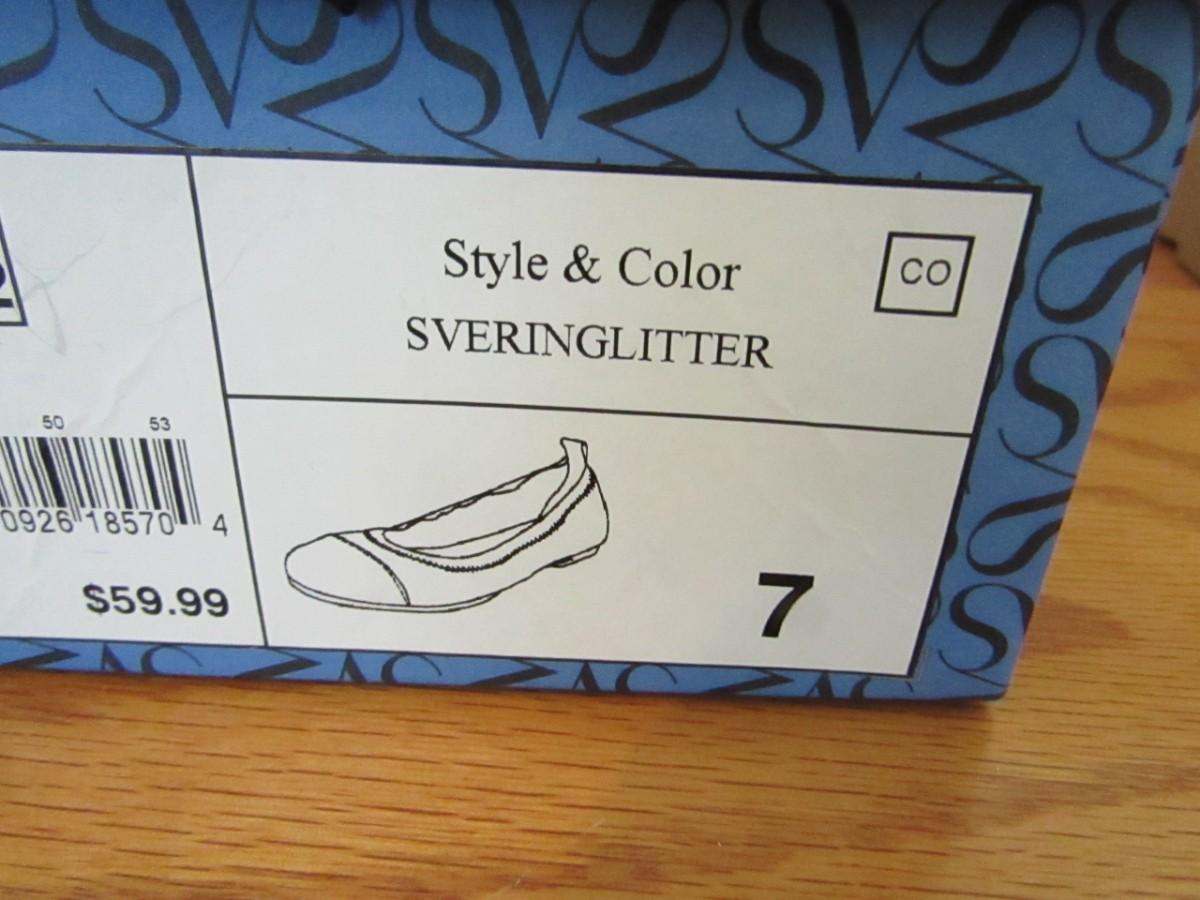 Style & Color
CO
SVERINGLITTER
50 53
0926 18570 4
$59.99
7